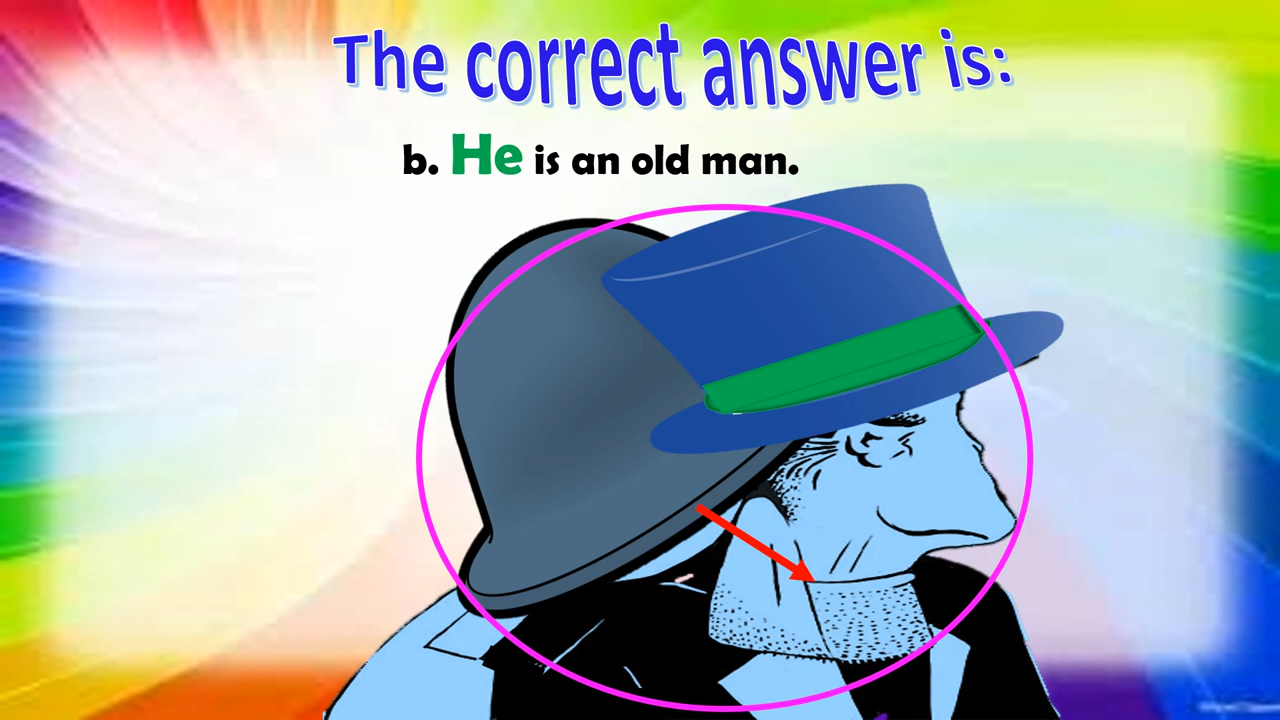 The correct answer is:
b. He is an old man.